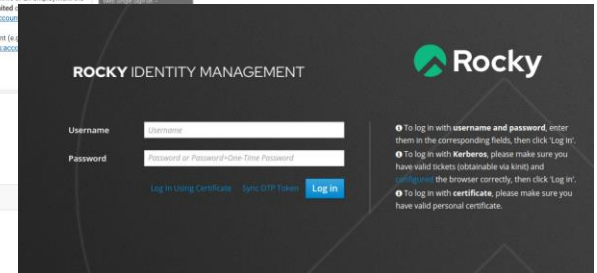 ROCKY IDENTITY MANAGEMENT
Rocky
Username
Username
Password
Password or Password+One-Time Password
Log In Using Certificate Sync OTP Token Log in
To log in with username and password, enter
them in the corresponding fields, then click 'Log in'.
To log in with Kerberos, please make sure you
have valid tickets (obtainable via kinit) and
configured the browser correctly, then click 'Log in'.
To log in with certificate, please make sure you
have valid personal certificate.